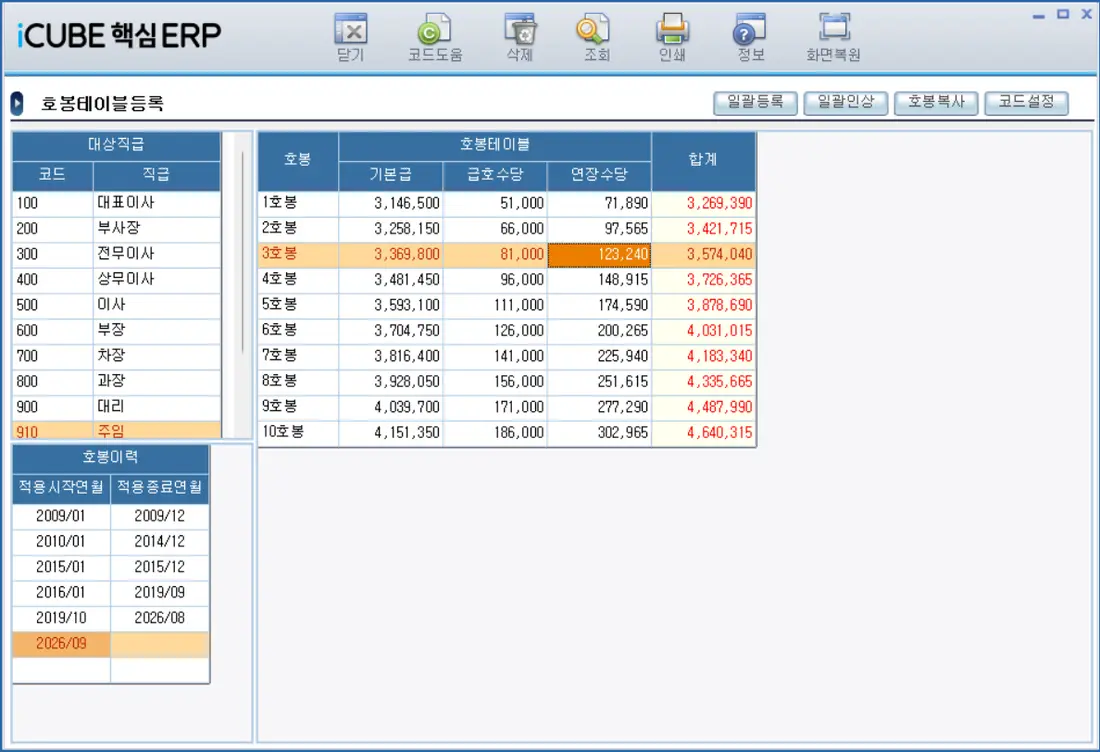 iCUBE 핵심 ERP
닫기 코드도움 삭제 조회 인쇄 정보 화면복원
호봉테이블등록
일괄등록 일괄인상 호봉복사 코드설정
대상직급
코드 직급
100 대표이사
200 부사장
300 전무이사
400 상무이사
500 이사
600 부장
700 차장
800 과장
900 대리
910 주임
호봉 호봉테이블 합계
기본급 급호수당 연장수당
1호봉 3,146,500 51,000 71,890 3,269,390
2호봉 3,258,150 66,000 97,565 3,421,715
3호봉 3,369,800 81,000 123,240 3,574,040
4호봉 3,481,450 96,000 148,915 3,726,365
5호봉 3,593,100 111,000 174,590 3,878,690
6호봉 3,704,750 126,000 200,265 4,031,015
7호봉 3,816,400 141,000 225,940 4,183,340
8호봉 3,928,050 156,000 251,615 4,335,665
9호봉 4,039,700 171,000 277,290 4,487,990
10호봉 4,151,350 186,000 302,965 4,640,315
호봉이력
적용시작연월 적용종료연월
2009/01 2009/12
2010/01 2014/12
2015/01 2015/12
2016/01 2019/09
2019/10 2026/08
2026/09